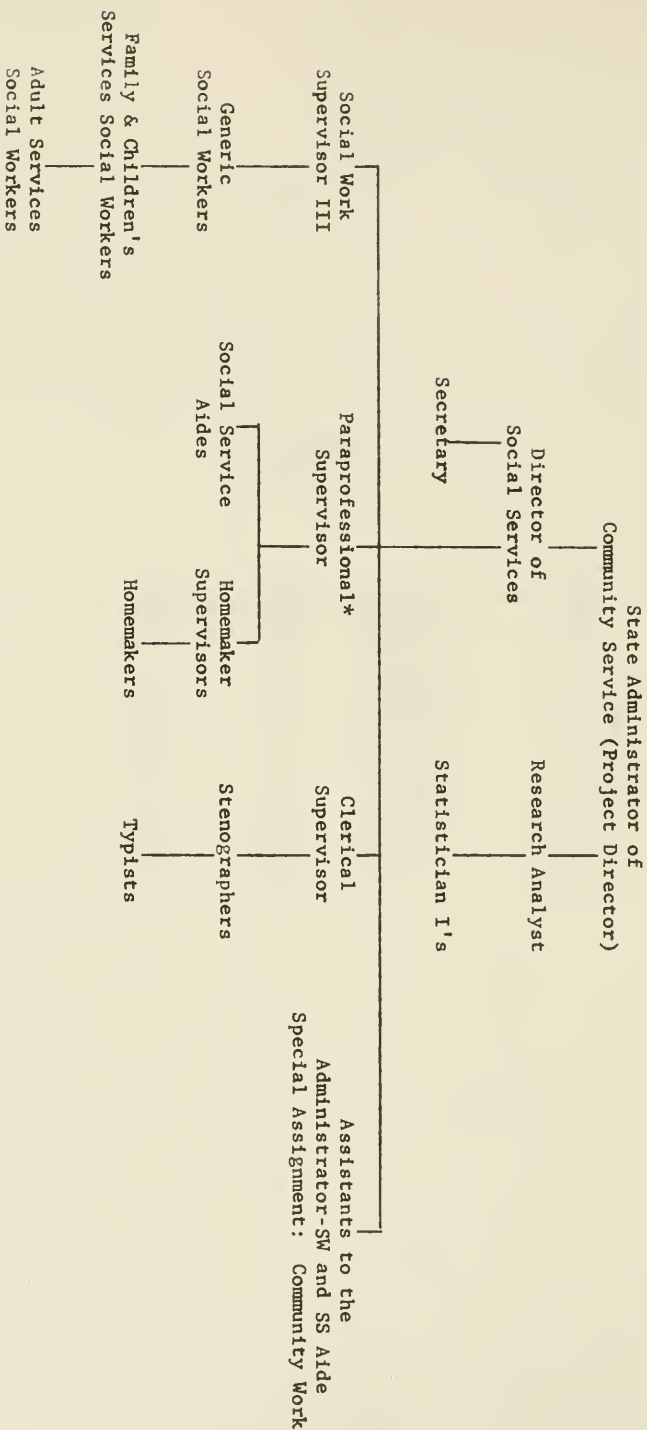 State Administrator of
Community Service (Project Director)
Director of
Social Services
Research Analyst
Secretary
Statistician I's
Social Work
Supervisor III
Paraprofessional*
Supervisor
Clerical
Supervisor
Assistants to the
Administrator-SW and SS Aide
Special Assignment: Community Work
Generic
Social Workers
Social Service
Aides
Homemaker
Supervisors
Stenographers
Family & Children's
Services Social Workers
Homemakers
Typists
Adult Services
Social Workers